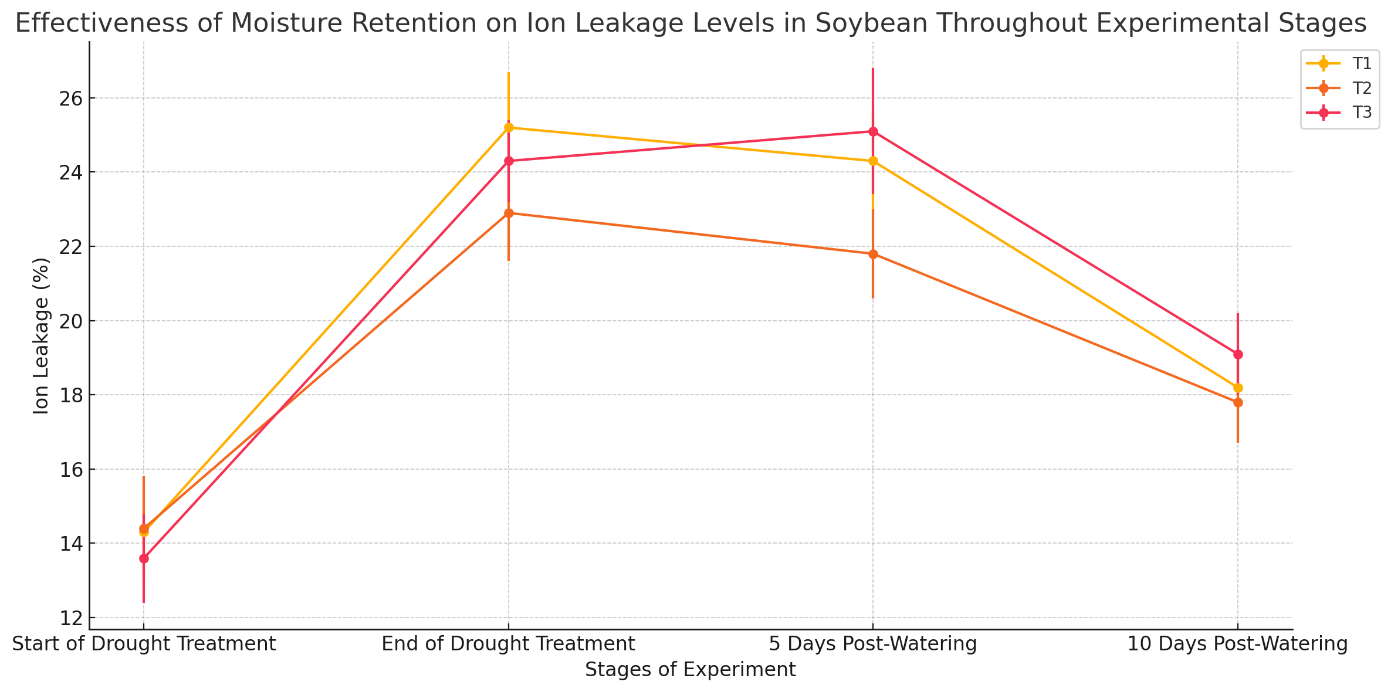 Effectiveness of Moisture Retention on Ion Leakage Levels in Soybean Throughout Experimental Stages
T1
T2
T3
Ion Leakage (%)
26
24
22
20
18
16
14
12
Start of Drought Treatment
End of Drought Treatment
5 Days Post-Watering
10 Days Post-Watering
Stages of Experiment